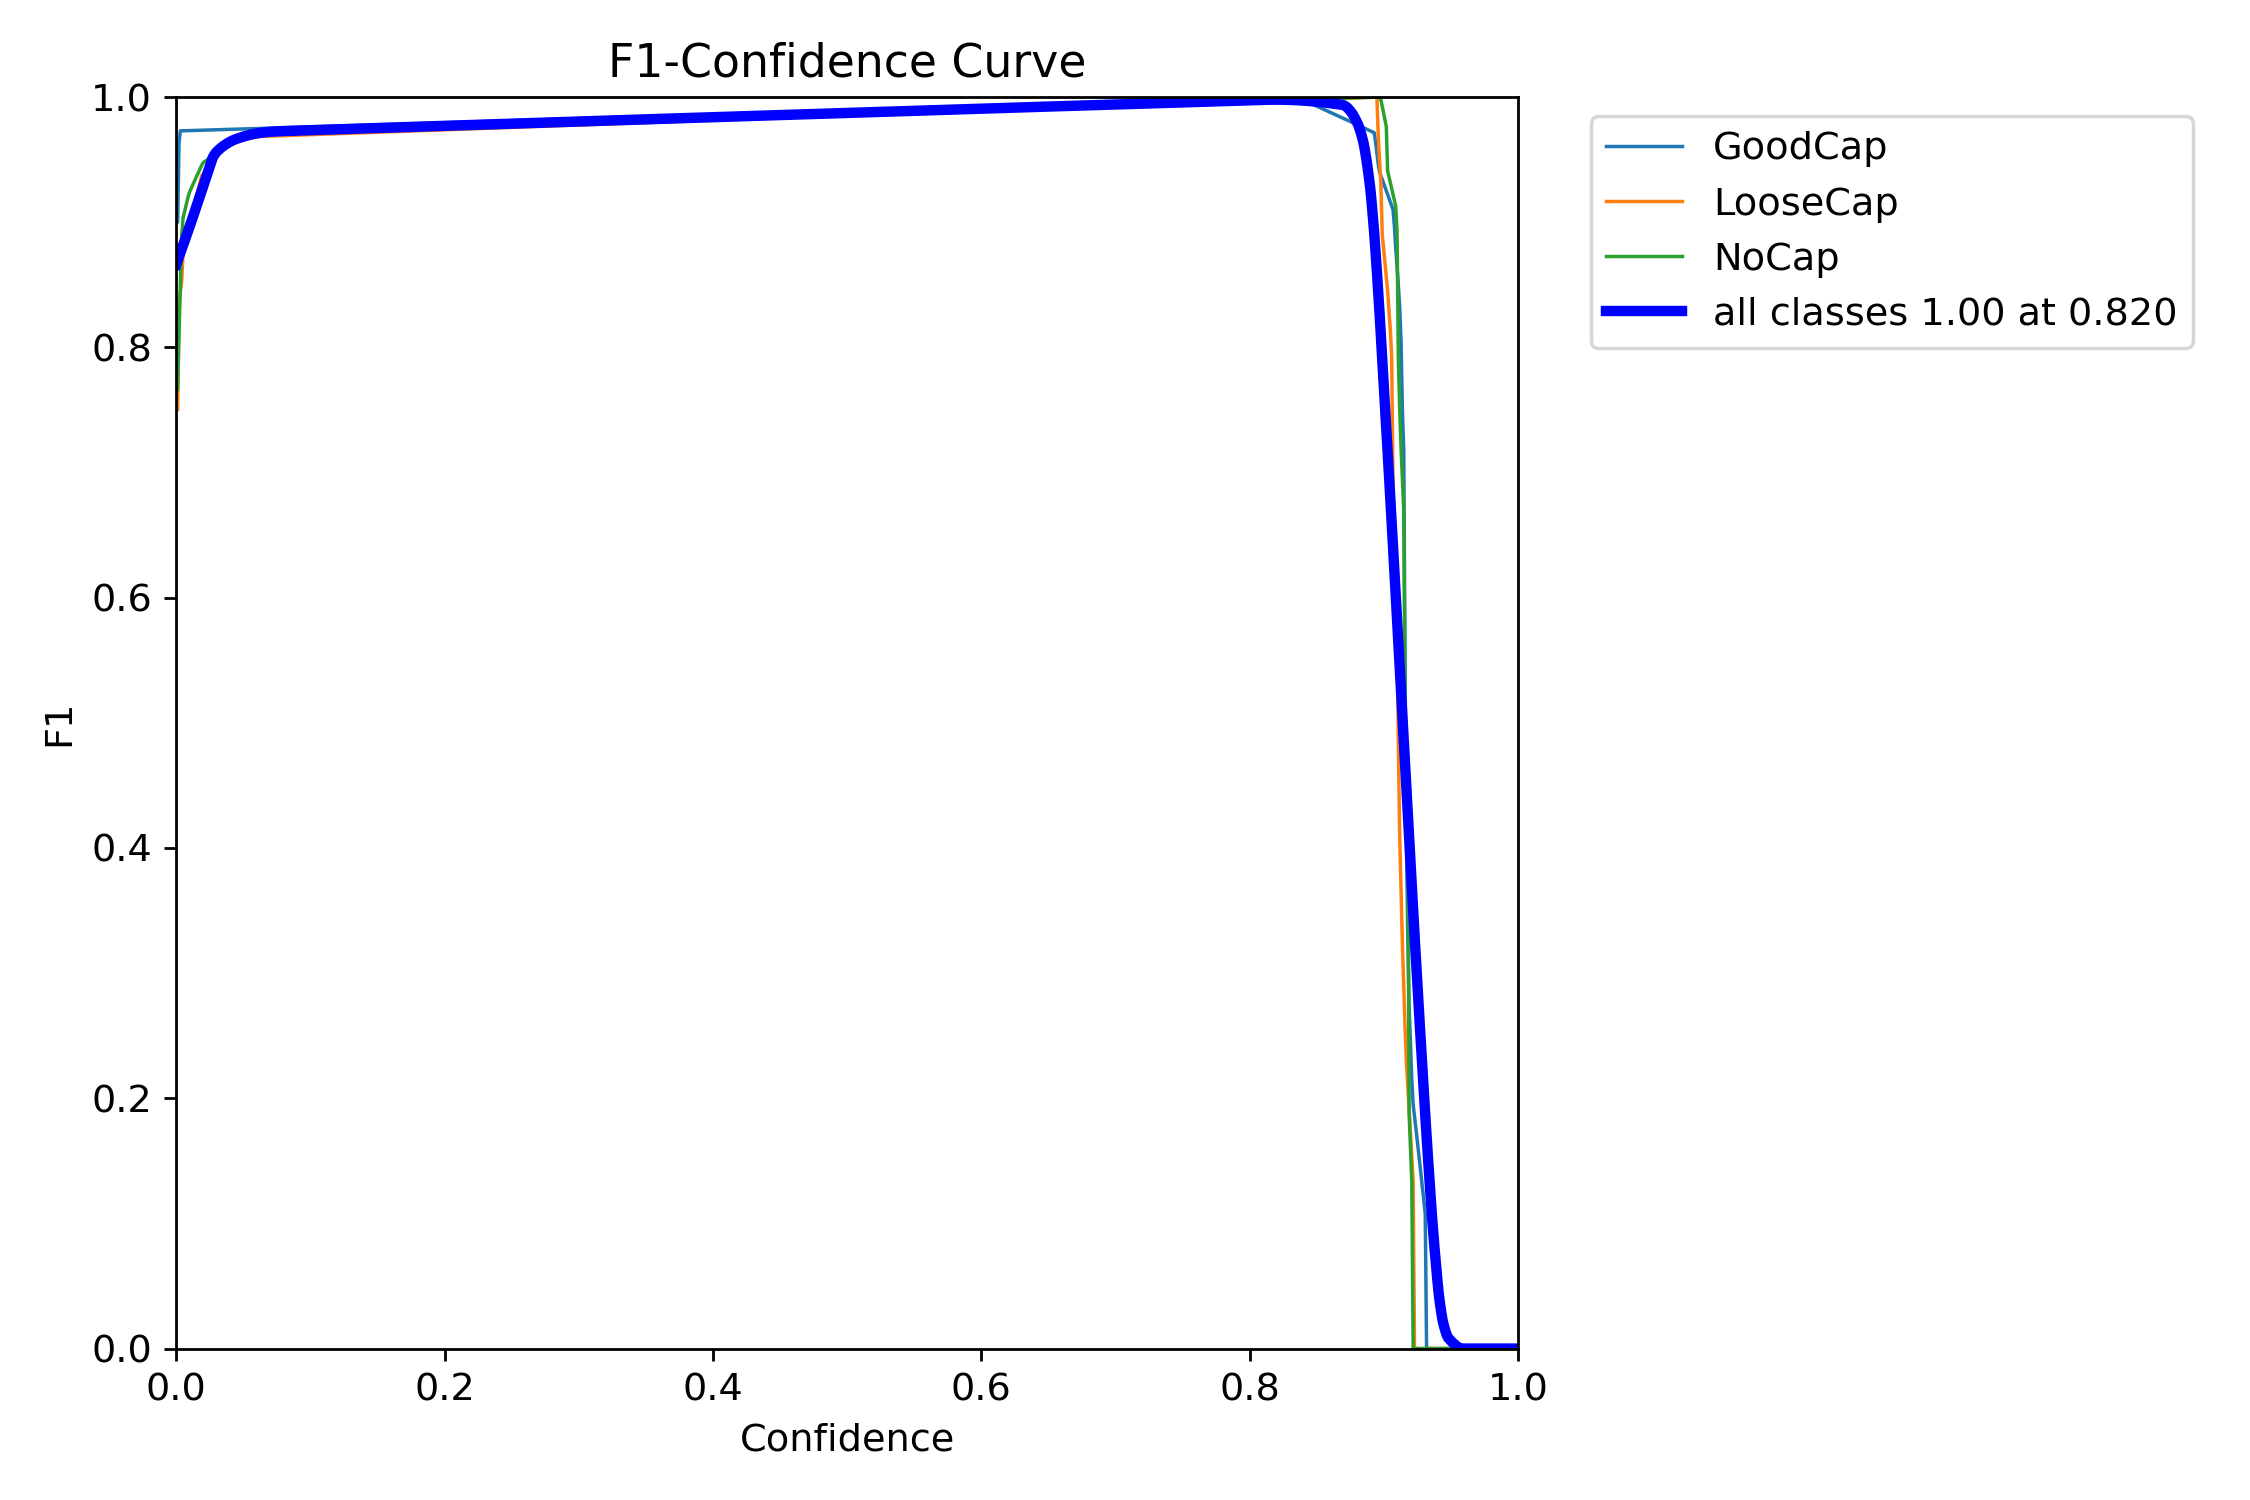 F1-Confidence Curve
1.0
0.8
0.6
0.4
0.2
0.0
F1
0.0 0.2 0.4 0.6 0.8 1.0
Confidence
GoodCap
LooseCap
NoCap
all classes 1.00 at 0.820